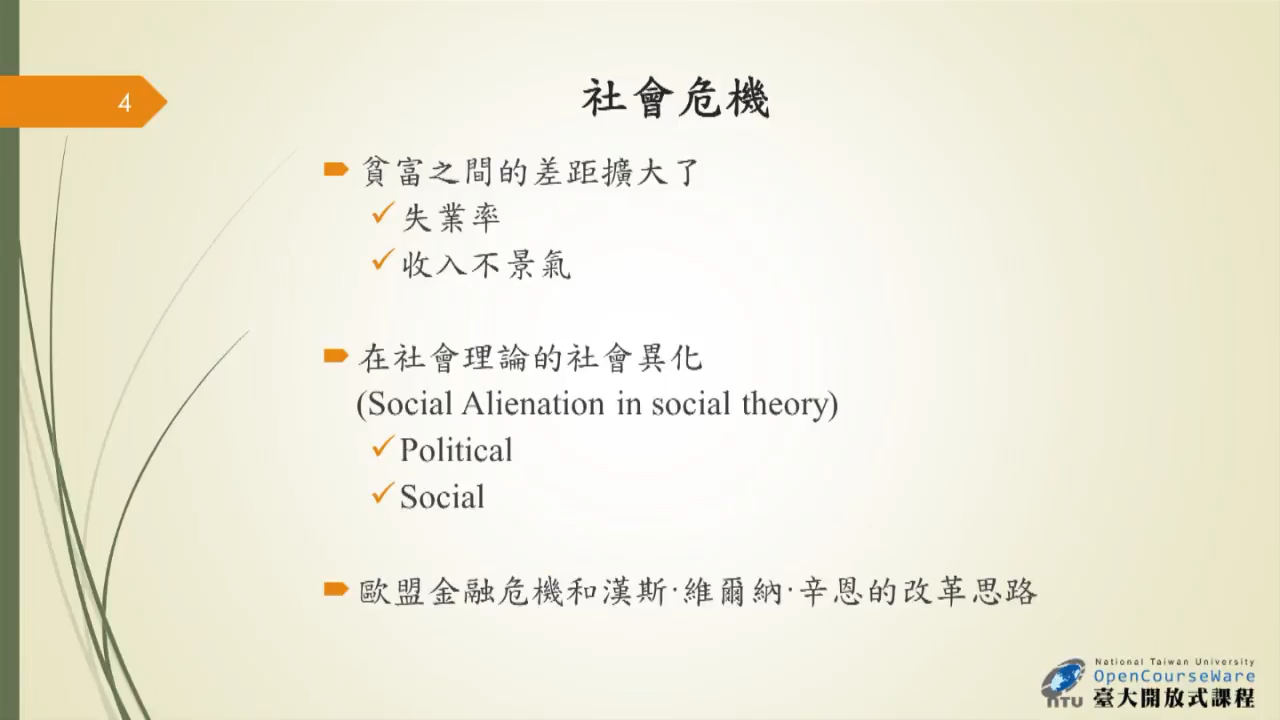 4
社會危機
貧富之間的差距擴大了
失業率
收入不景氣
在社會理論的社會異化
(Social Alienation in social theory)
Political
Social
歐盟金融危機和漢斯·維爾納·辛恩的改革思路
National Taiwan University
OpenCourseWare
NTU
臺大開放式課程